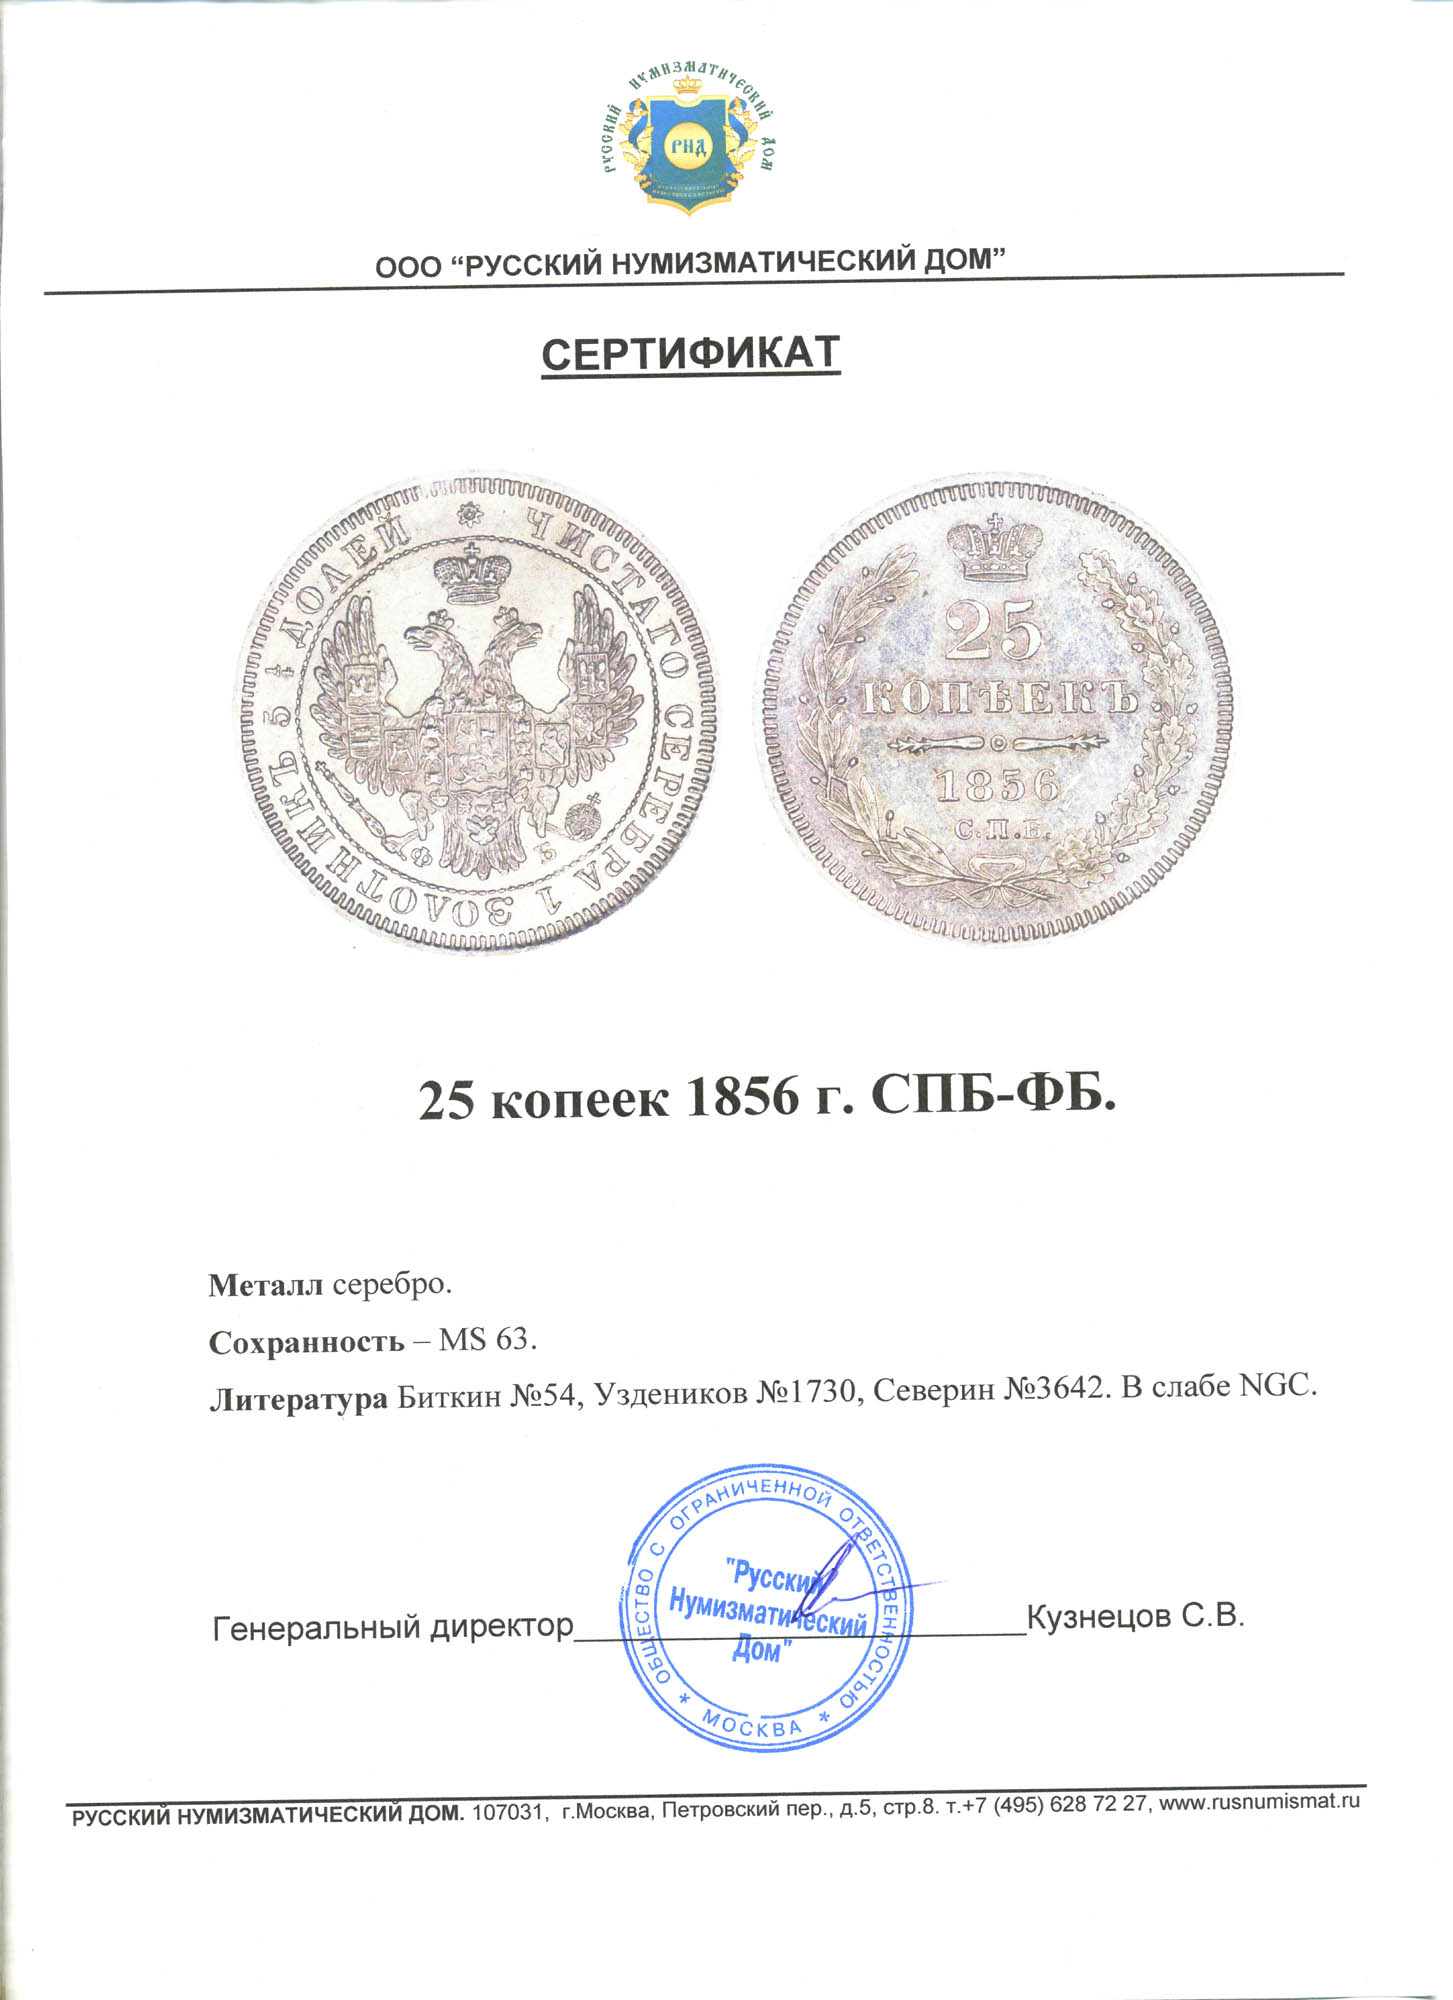 РУССКИЙ НУМИЗМАТИЧЕСКИЙ ДОМ
РНД
ООО “РУССКИЙ НУМИЗМАТИЧЕСКИЙ ДОМ”
СЕРТИФИКАТ
ЧИСТАГО СЕРЕБРА 1 ЗОЛОТНИКЪ 5 1/4 ДОЛЕЙ
Ф Б
25
КОПѢЕКЪ
1856
С.П.Б.
25 копеек 1856 г. СПБ-ФБ.
Металл серебро.
Сохранность – MS 63.
Литература Биткин №54, Уздеников №1730, Северин №3642. В слабе NGC.
ОБЩЕСТВО С ОГРАНИЧЕННОЙ ОТВЕТСТВЕННОСТЬЮ
"Русский
Нумизматический
Дом"
* МОСКВА *
Генеральный директор Кузнецов С.В.
РУССКИЙ НУМИЗМАТИЧЕСКИЙ ДОМ. 107031, г.Москва, Петровский пер., д.5, стр.8. т.+7 (495) 628 72 27, www.rusnumismat.ru